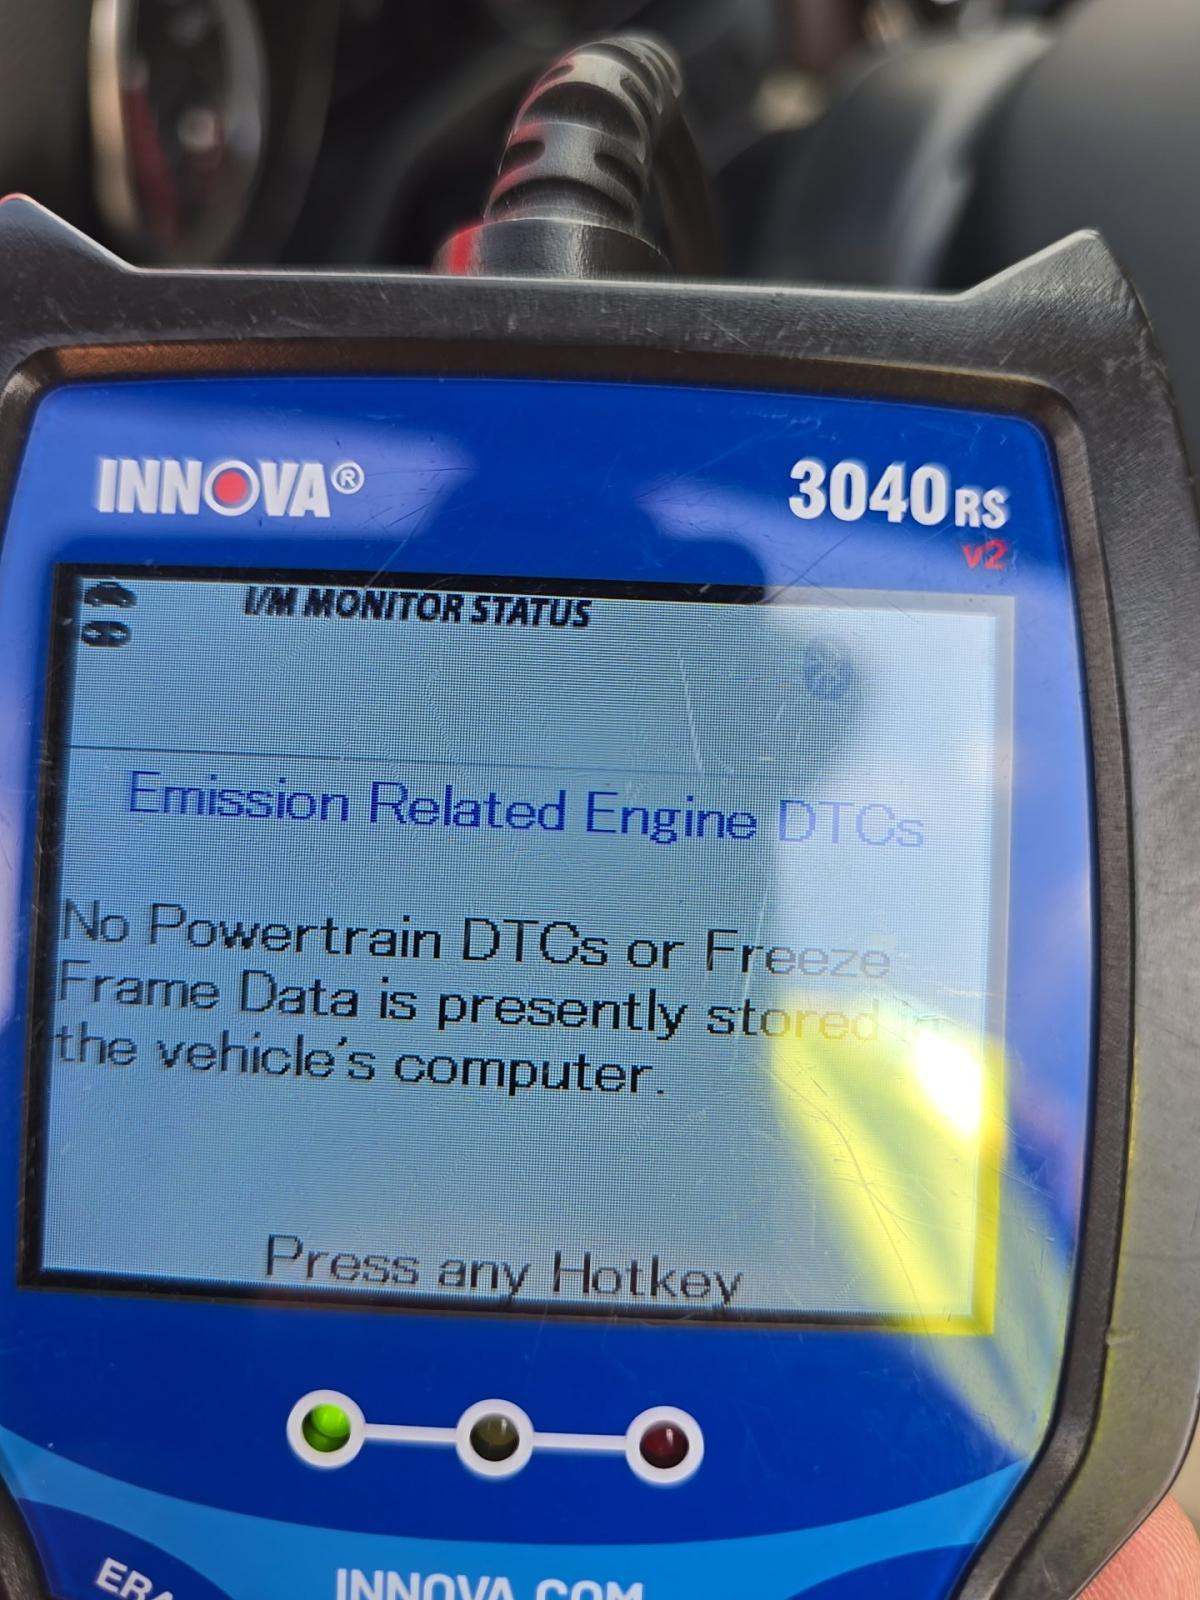 INNOVA®
3040RS
v2
I/M MONITOR STATUS
Emission Related Engine DTCs
No Powertrain DTCs or Freeze
Frame Data is presently stored in
the vehicle's computer.
Press any Hotkey
INNOVA.COM